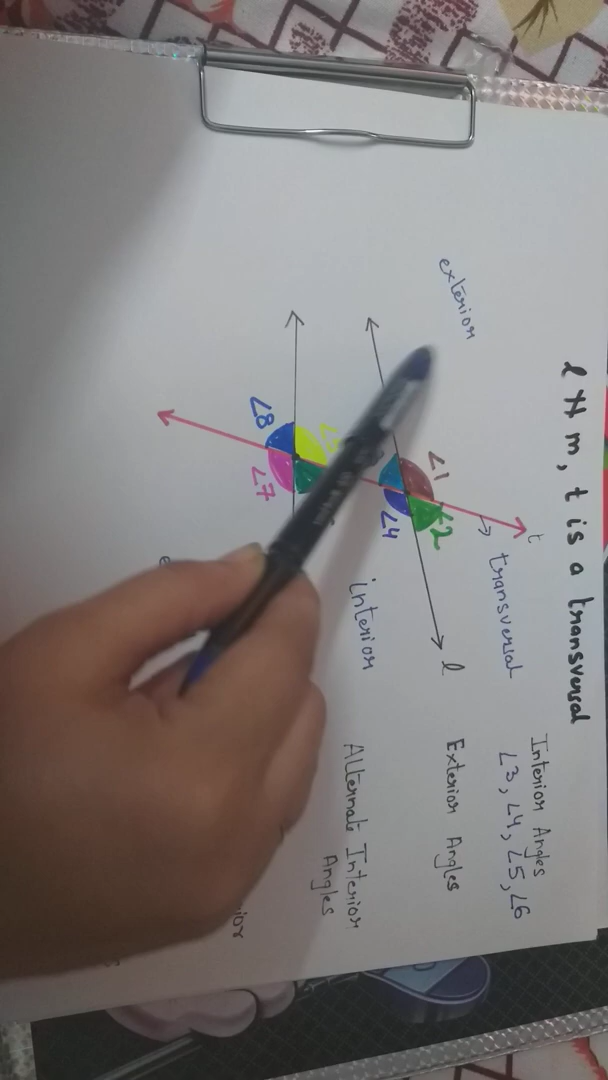 l ∦ m, t is a transversal
t
transversal
exterior
∠1
∠2
∠4
l
interior
∠8
∠7
Interior Angles
∠3, ∠4, ∠5, ∠6
Exterior Angles
Alternate Interior
Angles